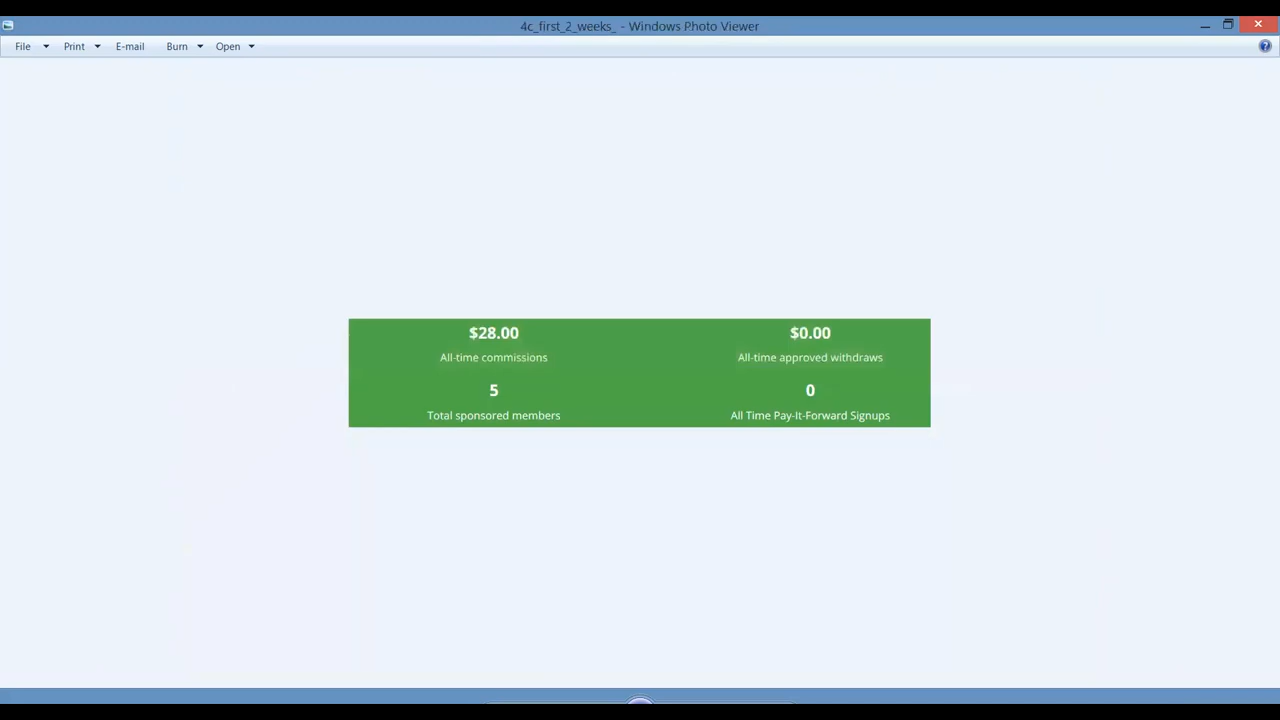 4c_first_2_weeks_ - Windows Photo Viewer
File Print E-mail Burn Open
$28.00 $0.00
All-time commissions All-time approved withdraws
5 0
Total sponsored members All Time Pay-It-Forward Signups